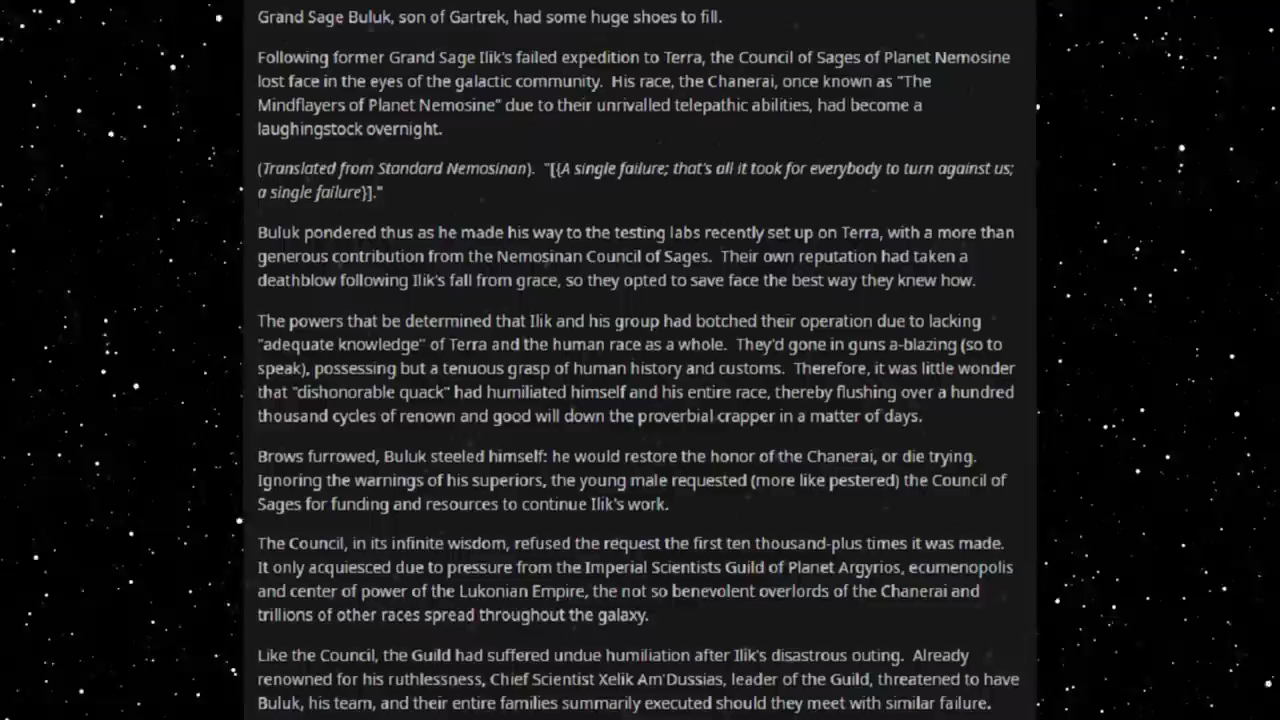 Grand Sage Buluk, son of Gartrek, had some huge shoes to fill.
Following former Grand Sage Ilik's failed expedition to Terra, the Council of Sages of Planet Nemosine
lost face in the eyes of the galactic community.  His race, the Chanerai, once known as "The
Mindflayers of Planet Nemosine" due to their unrivalled telepathic abilities, had become a
laughingstock overnight.
(Translated from Standard Nemosinan).  "[{A single failure; that's all it took for everybody to turn against us;
a single failure}]."
Buluk pondered thus as he made his way to the testing labs recently set up on Terra, with a more than
generous contribution from the Nemosinan Council of Sages.  Their own reputation had taken a
deathblow following Ilik's fall from grace, so they opted to save face the best way they knew how.
The powers that be determined that Ilik and his group had botched their operation due to lacking
"adequate knowledge" of Terra and the human race as a whole.  They'd gone in guns a-blazing (so to
speak), possessing but a tenuous grasp of human history and customs.  Therefore, it was little wonder
that "dishonorable quack" had humiliated himself and his entire race, thereby flushing over a hundred
thousand cycles of renown and good will down the proverbial crapper in a matter of days.
Brows furrowed, Buluk steeled himself: he would restore the honor of the Chanerai, or die trying.
Ignoring the warnings of his superiors, the young male requested (more like pestered) the Council of
Sages for funding and resources to continue Ilik's work.
The Council, in its infinite wisdom, refused the request the first ten thousand-plus times it was made.
It only acquiesced due to pressure from the Imperial Scientists Guild of Planet Argyrios, ecumenopolis
and center of power of the Lukonian Empire, the not so benevolent overlords of the Chanerai and
trillions of other races spread throughout the galaxy.
Like the Council, the Guild had suffered undue humiliation after Ilik's disastrous outing.  Already
renowned for his ruthlessness, Chief Scientist Xelik Am'Dussias, leader of the Guild, threatened to have
Buluk, his team, and their entire families summarily executed should they meet with similar failure.